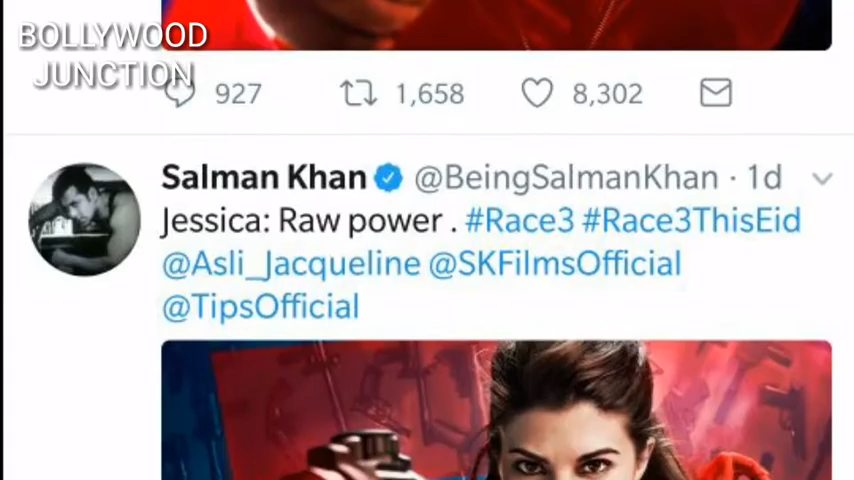 BOLLYWOOD
JUNCTION
927 1,658 8,302
Salman Khan @BeingSalmanKhan · 1d
Jessica: Raw power . #Race3 #Race3ThisEid
@Asli_Jacqueline @SKFilmsOfficial
@TipsOfficial